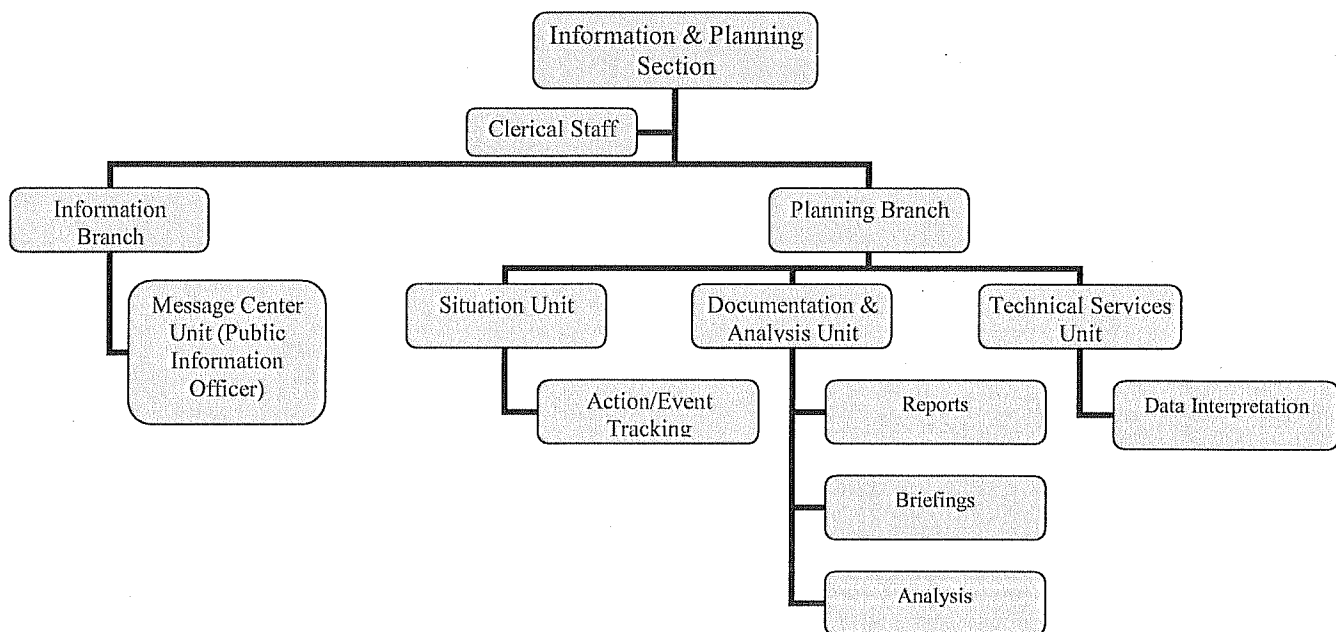 Information & Planning
Section
Clerical Staff
Information
Branch
Planning Branch
Message Center
Unit (Public
Information
Officer)
Situation Unit
Documentation &
Analysis Unit
Technical Services
Unit
Action/Event
Tracking
Reports
Data Interpretation
Briefings
Analysis